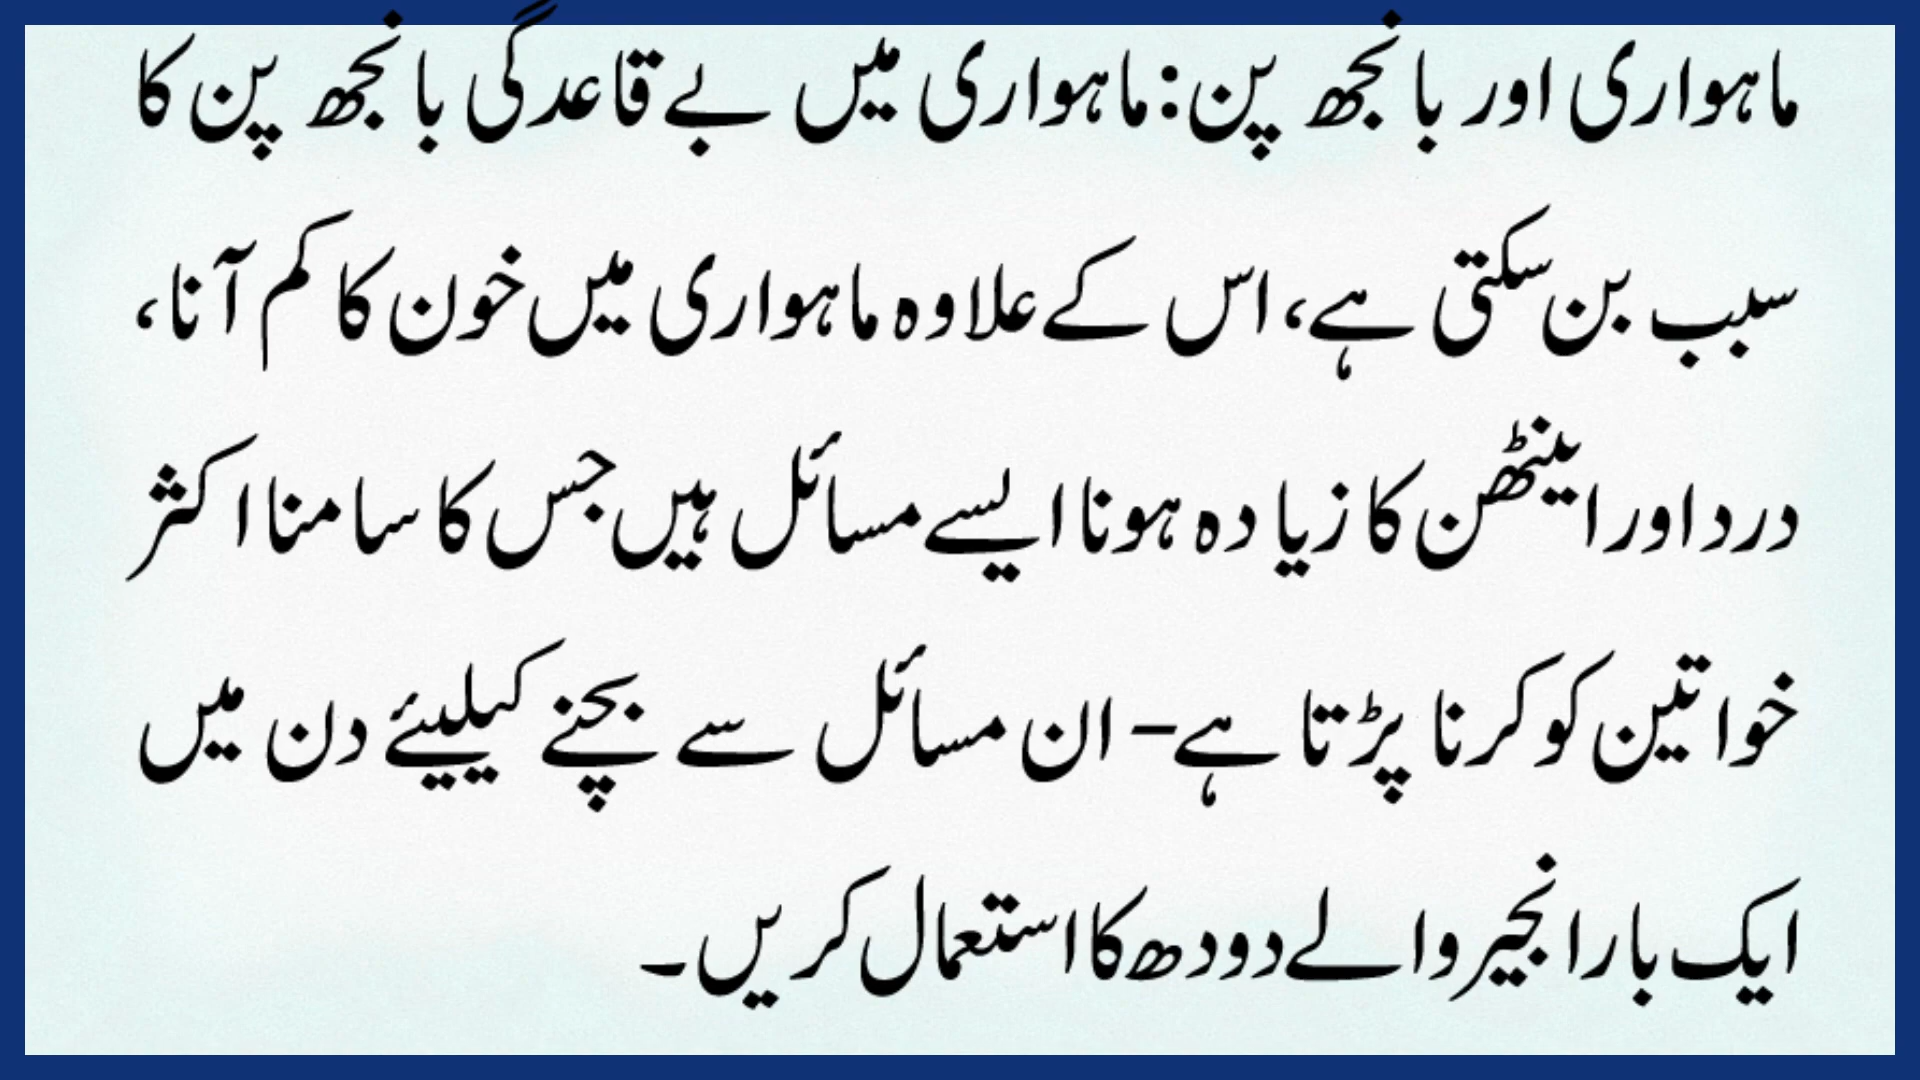 ماہواری اور بانجھ پن: ماہواری میں بے قاعدگی بانجھ پن کا
سبب بن سکتی ہے، اس کے علاوہ ماہواری میں خون کا کم آنا،
درد اور اینٹھن کا زیادہ ہونا ایسے مسائل ہیں جس کا سامنا اکثر
خواتین کو کرنا پڑتا ہے– ان مسائل سے بچنے کیلیئے دن میں
ایک بار انجیر والے دودھ کا استعمال کریں۔